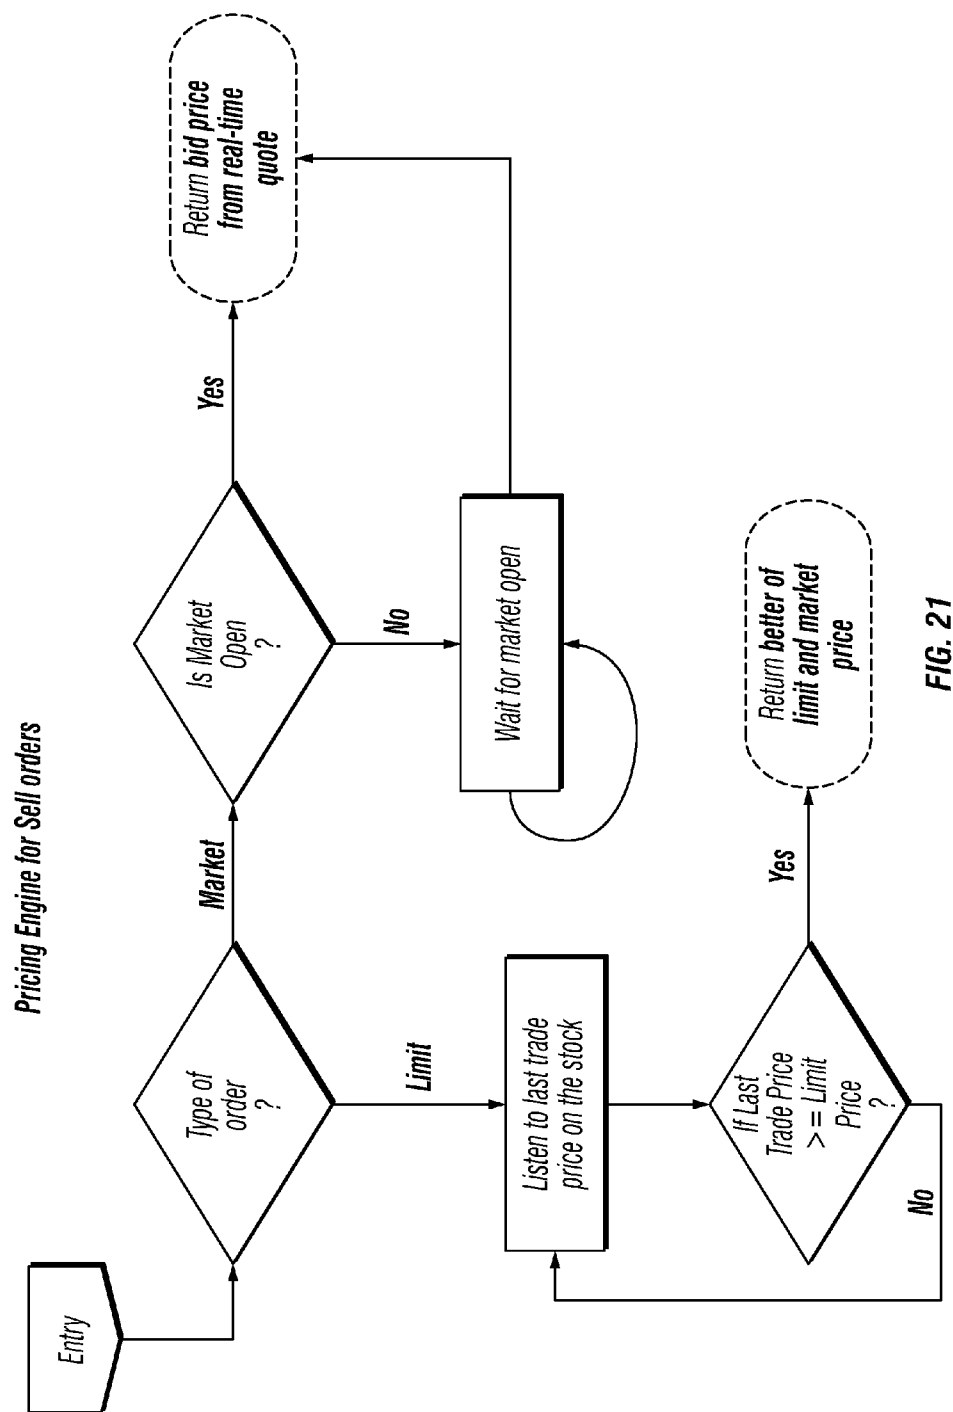 Pricing Engine for Sell orders
Entry
Type of
order
?
Market
Is Market
Open
?
Yes
Return bid price
from real-time
quote
No
Wait for market open
Limit
Listen to last trade
price on the stock
If Last
Trade Price
>= Limit
Price
?
Yes
Return better of
limit and market
price
No
FIG. 21